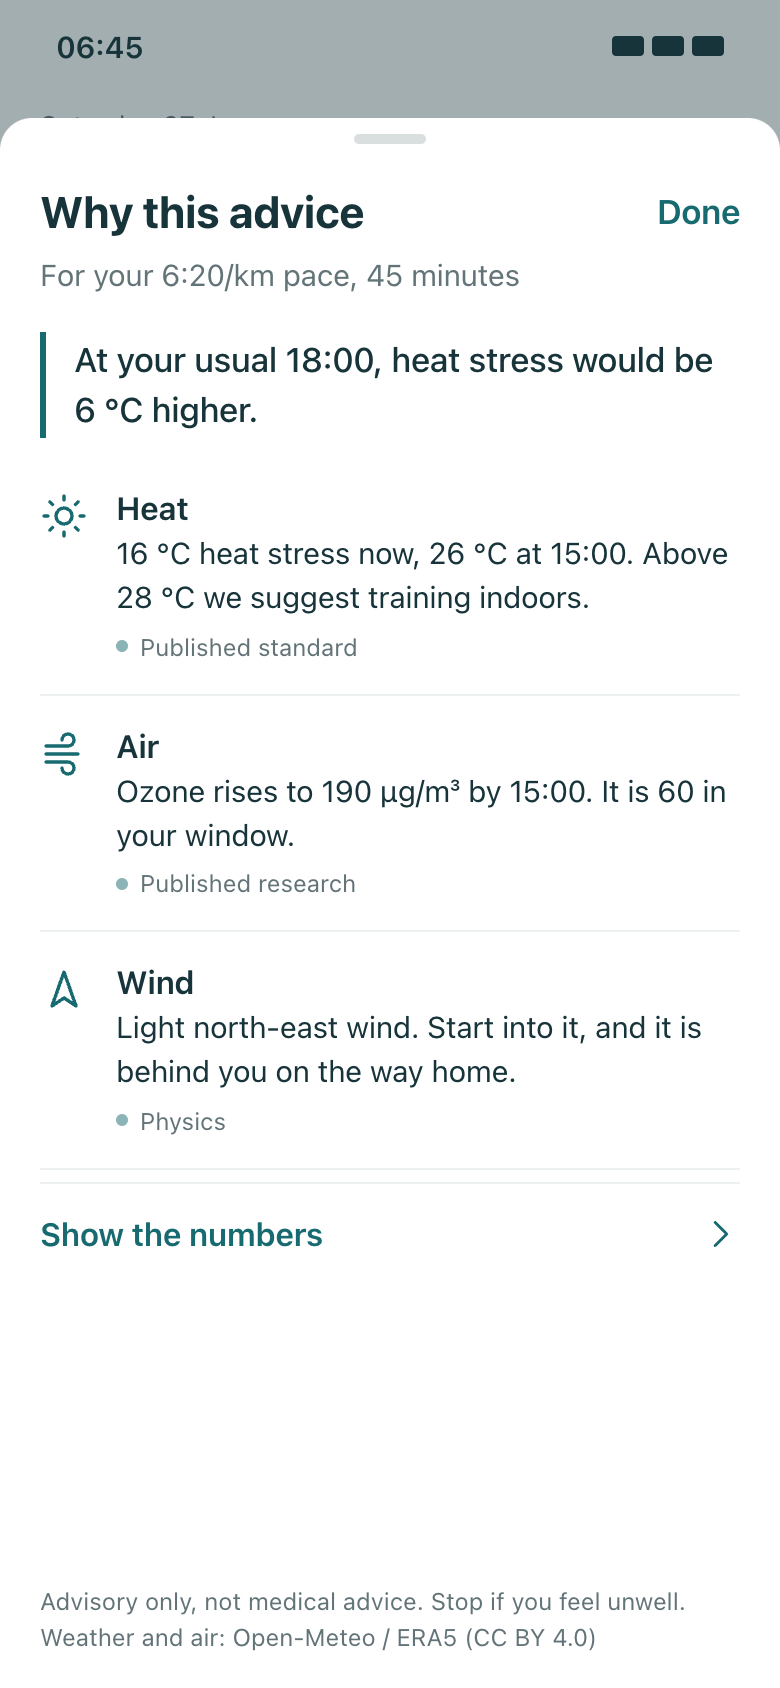 06:45
Why this advice
Done
For your 6:20/km pace, 45 minutes
At your usual 18:00, heat stress would be
6 °C higher.
Heat
16 °C heat stress now, 26 °C at 15:00. Above
28 °C we suggest training indoors.
Published standard
Air
Ozone rises to 190 µg/m³ by 15:00. It is 60 in
your window.
Published research
Wind
Light north-east wind. Start into it, and it is
behind you on the way home.
Physics
Show the numbers
Advisory only, not medical advice. Stop if you feel unwell.
Weather and air: Open-Meteo / ERA5 (CC BY 4.0)